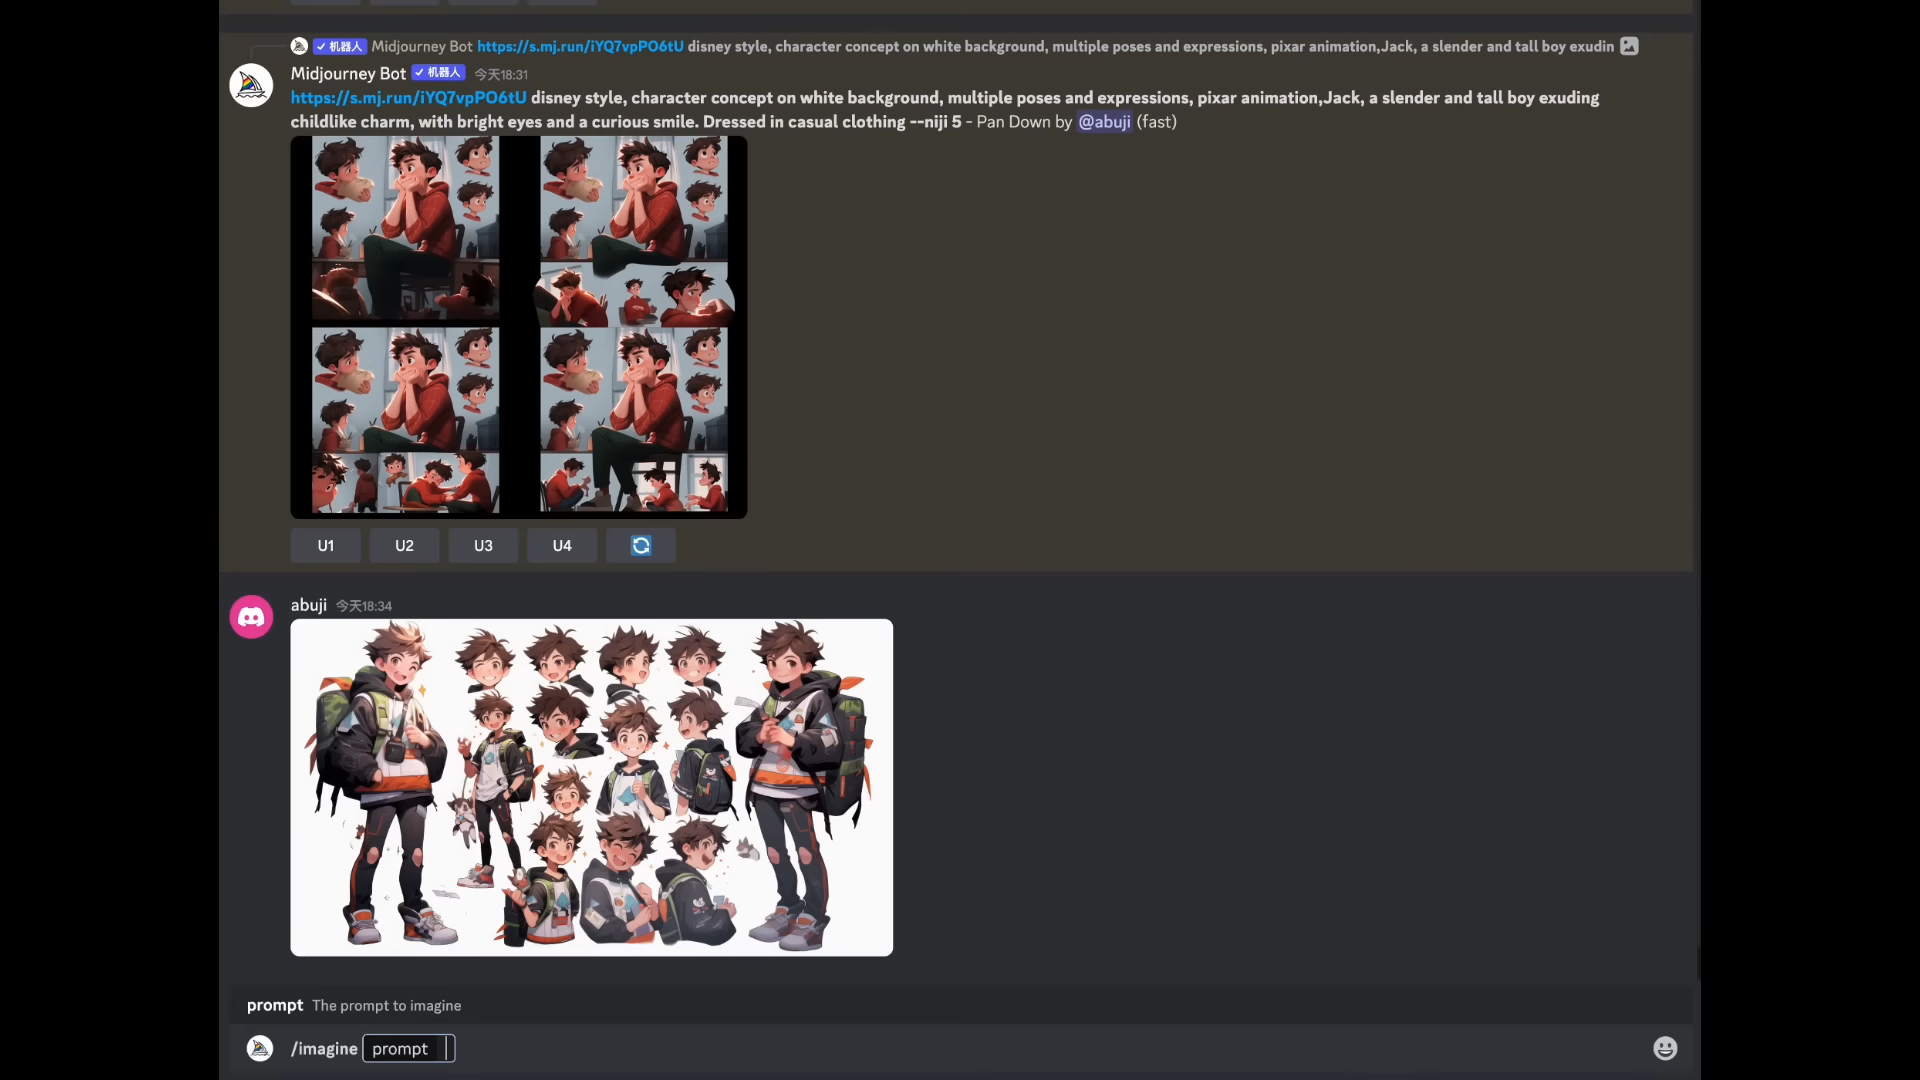 ✓ 机器人 Midjourney Bot https://s.mj.run/iYQ7vpPO6tU disney style, character concept on white background, multiple poses and expressions, pixar animation,Jack, a slender and tall boy exudin
Midjourney Bot ✓ 机器人 今天18:31
https://s.mj.run/iYQ7vpPO6tU disney style, character concept on white background, multiple poses and expressions, pixar animation,Jack, a slender and tall boy exuding
childlike charm, with bright eyes and a curious smile. Dressed in casual clothing --niji 5 - Pan Down by @abuji (fast)
U1 U2 U3 U4
abuji 今天18:34
prompt The prompt to imagine
/imagine prompt